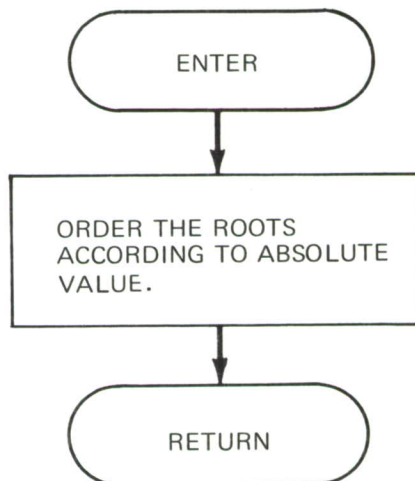 ENTER
ORDER THE ROOTS
ACCORDING TO ABSOLUTE
VALUE.
RETURN